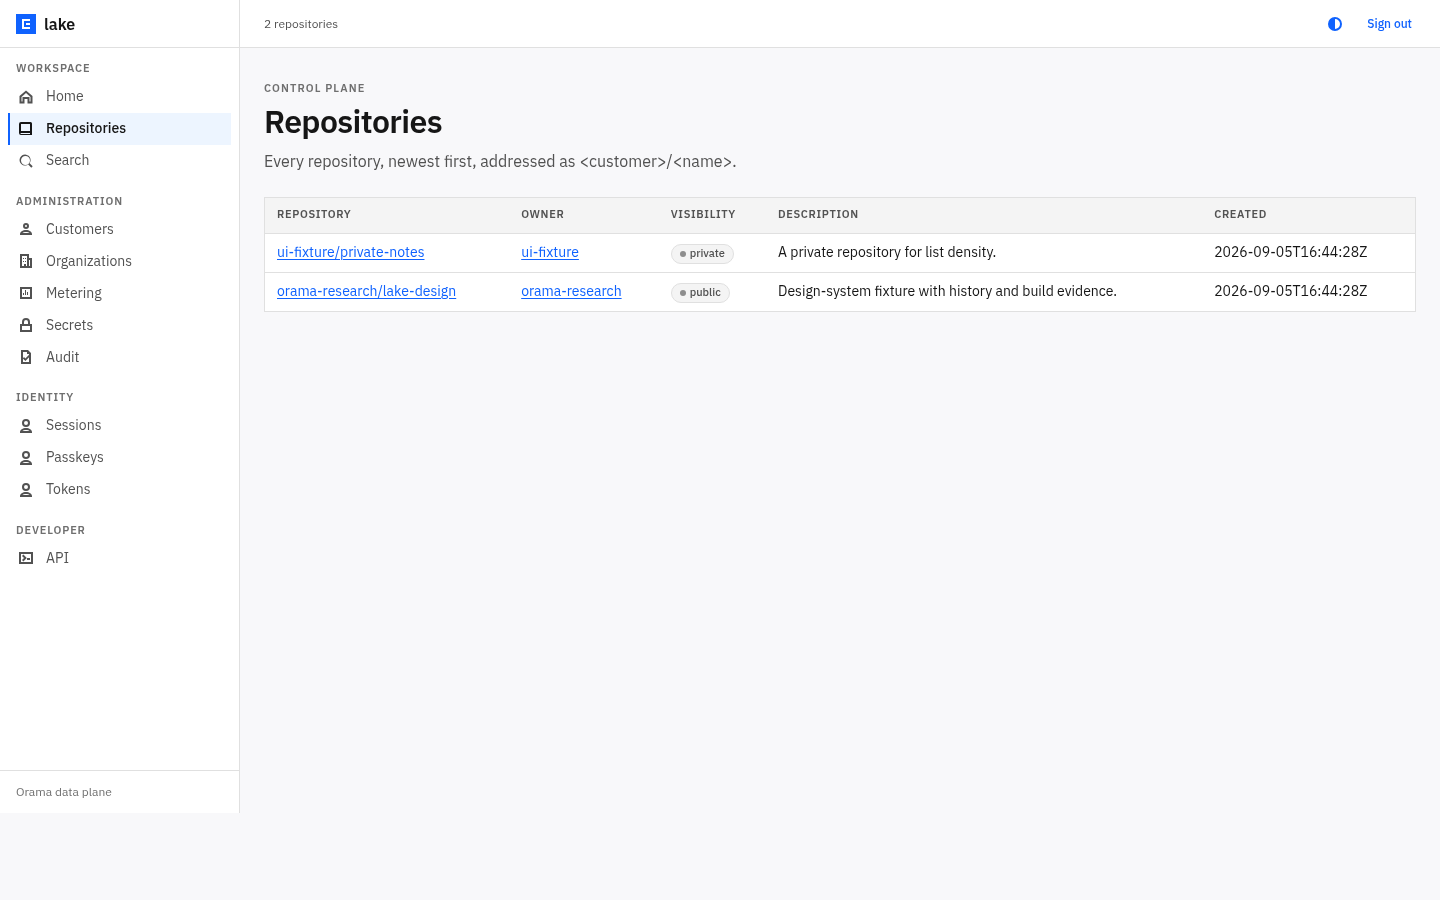 lake
2 repositories
Sign out
WORKSPACE
Home
Repositories
Search
ADMINISTRATION
Customers
Organizations
Metering
Secrets
Audit
IDENTITY
Sessions
Passkeys
Tokens
DEVELOPER
API
Orama data plane
CONTROL PLANE
Repositories
Every repository, newest first, addressed as <customer>/<name>.
REPOSITORY OWNER VISIBILITY DESCRIPTION CREATED
ui-fixture/private-notes ui-fixture private A private repository for list density. 2026-09-05T16:44:28Z
orama-research/lake-design orama-research public Design-system fixture with history and build evidence. 2026-09-05T16:44:28Z